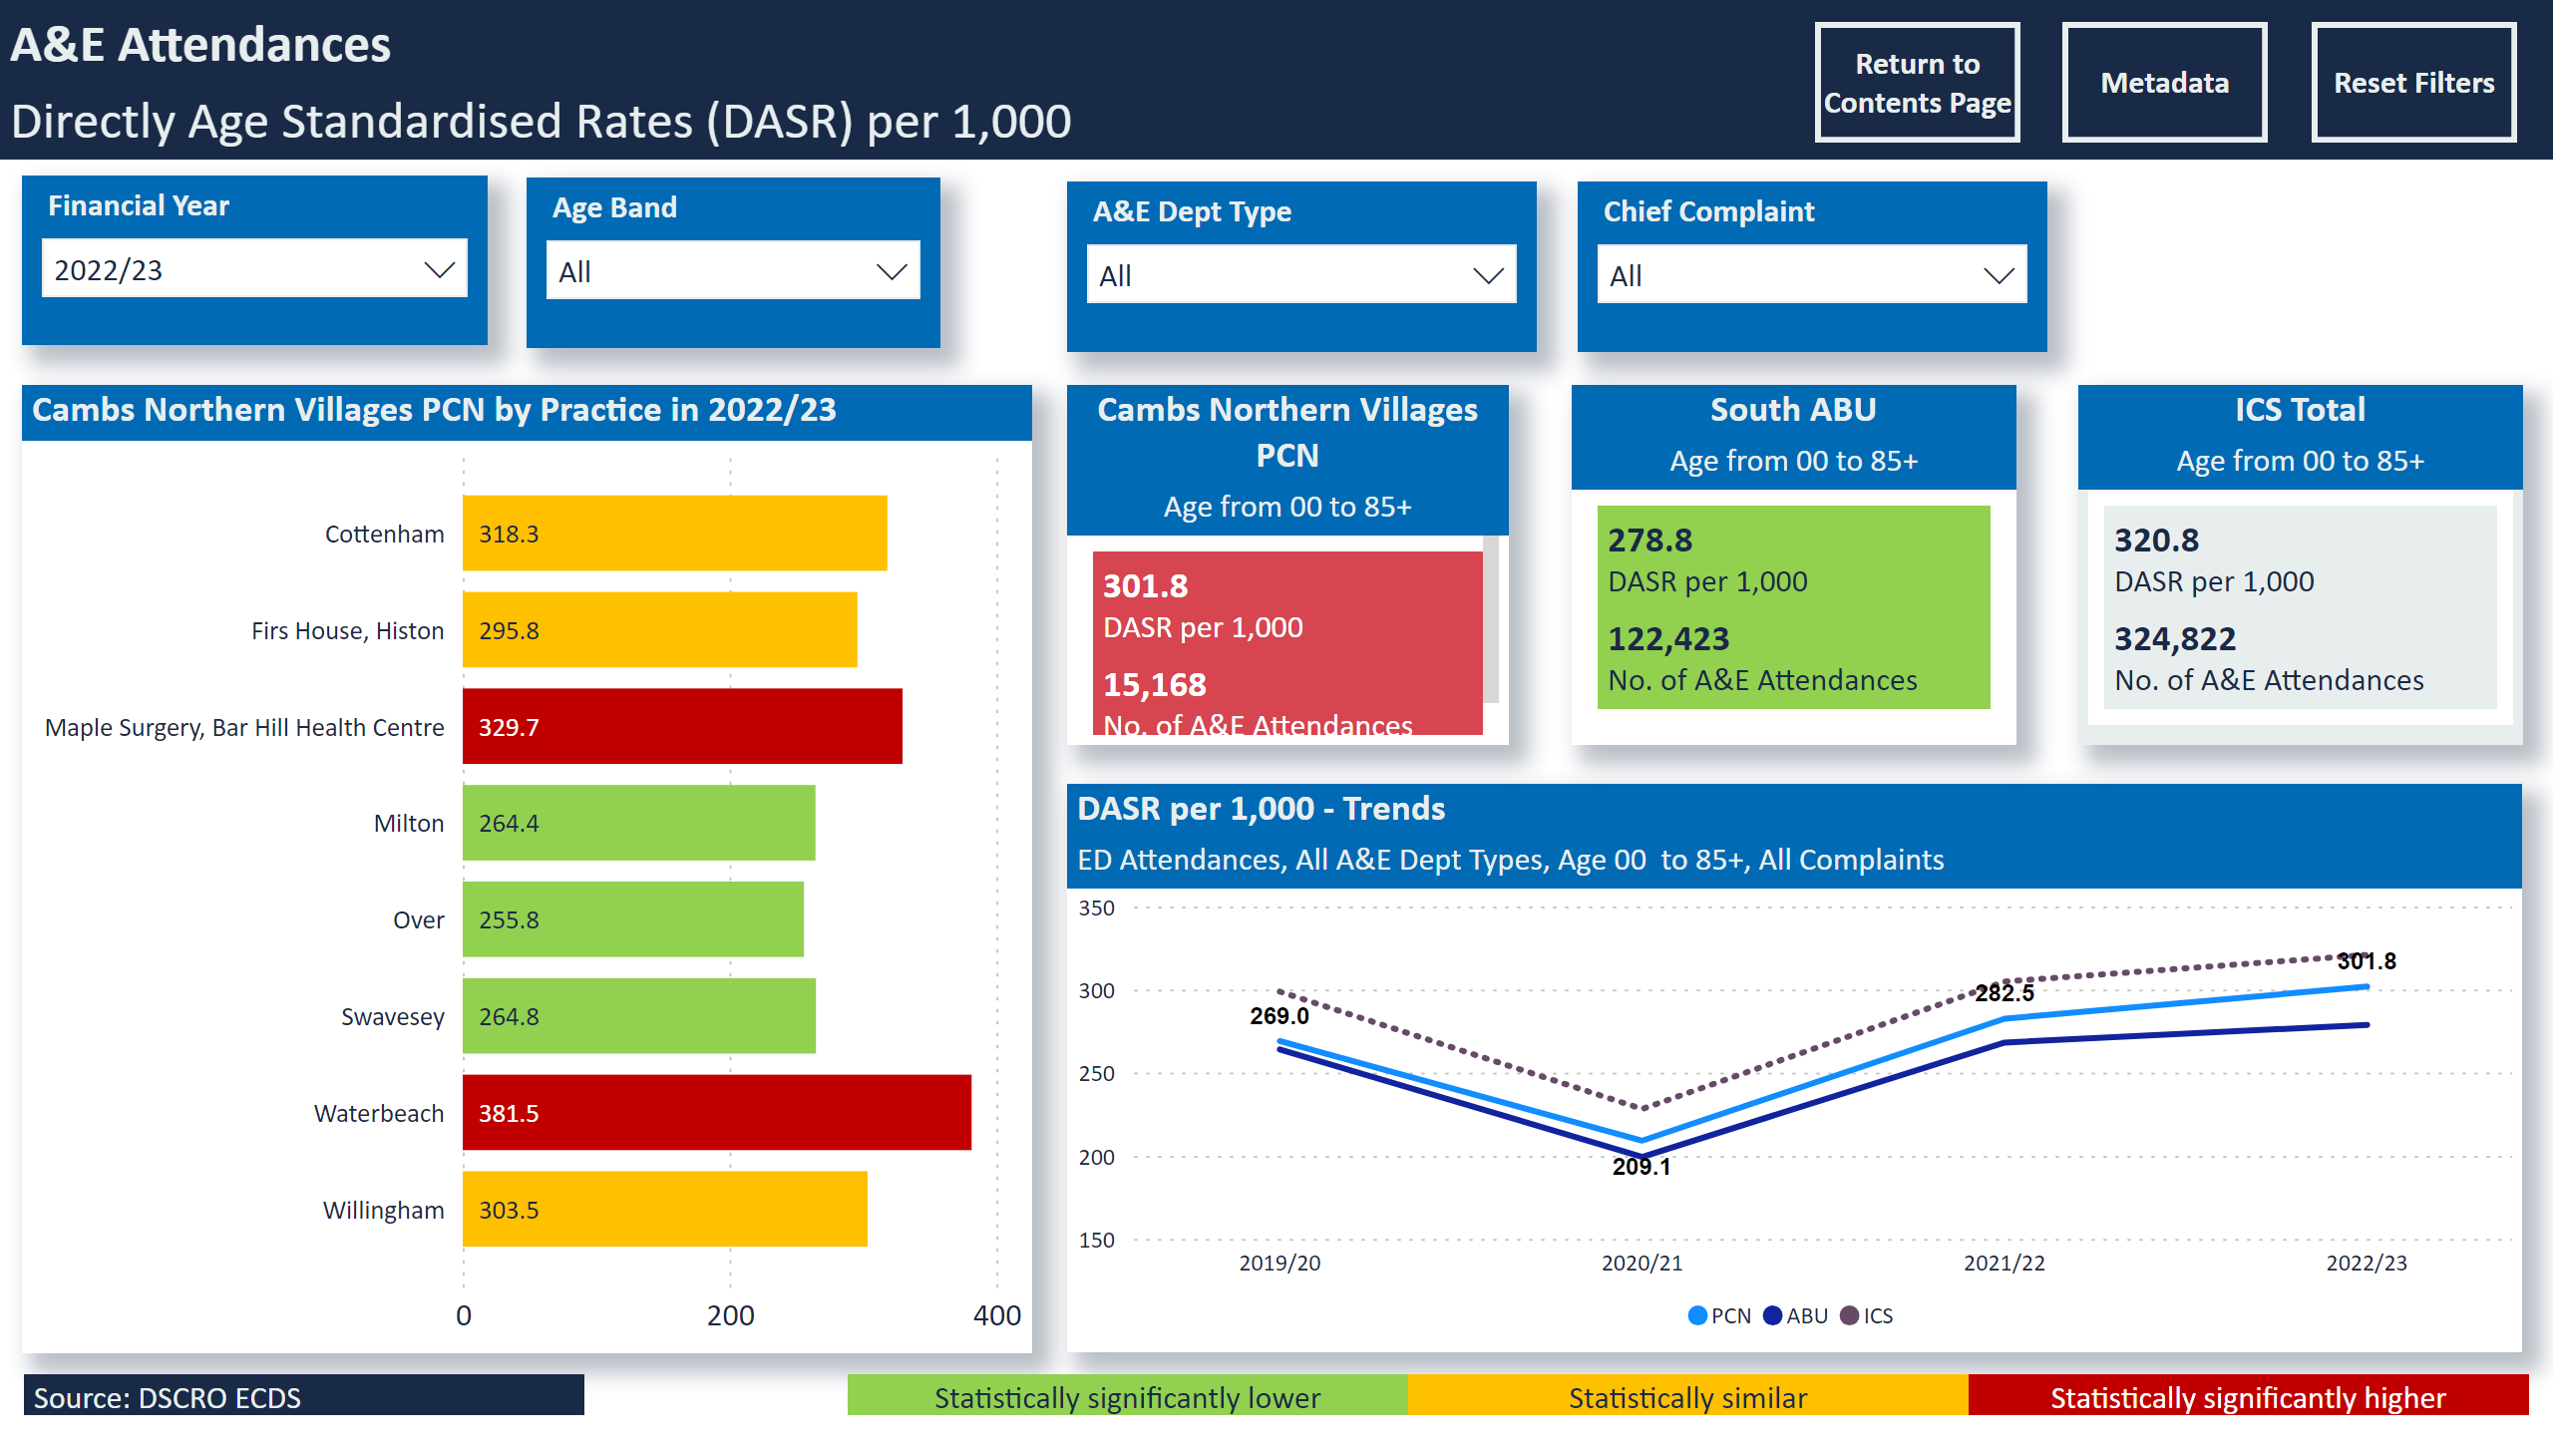 A&E Attendances
Directly Age Standardised Rates (DASR) per 1,000
Return to
Contents Page
Metadata
Reset Filters
Financial Year
2022/23
Age Band
All
A&E Dept Type
All
Chief Complaint
All
Cambs Northern Villages PCN by Practice in 2022/23
Cottenham 318.3
Firs House, Histon 295.8
Maple Surgery, Bar Hill Health Centre 329.7
Milton 264.4
Over 255.8
Swavesey 264.8
Waterbeach 381.5
Willingham 303.5
0 200 400
Cambs Northern Villages
PCN
Age from 00 to 85+
301.8
DASR per 1,000
15,168
No. of A&E Attendances
South ABU
Age from 00 to 85+
278.8
DASR per 1,000
122,423
No. of A&E Attendances
ICS Total
Age from 00 to 85+
320.8
DASR per 1,000
324,822
No. of A&E Attendances
DASR per 1,000 - Trends
ED Attendances, All A&E Dept Types, Age 00  to 85+, All Complaints
350
300
250
200
150
269.0
209.1
282.5
301.8
2019/20 2020/21 2021/22 2022/23
PCN ABU ICS
Source: DSCRO ECDS
Statistically significantly lower
Statistically similar
Statistically significantly higher